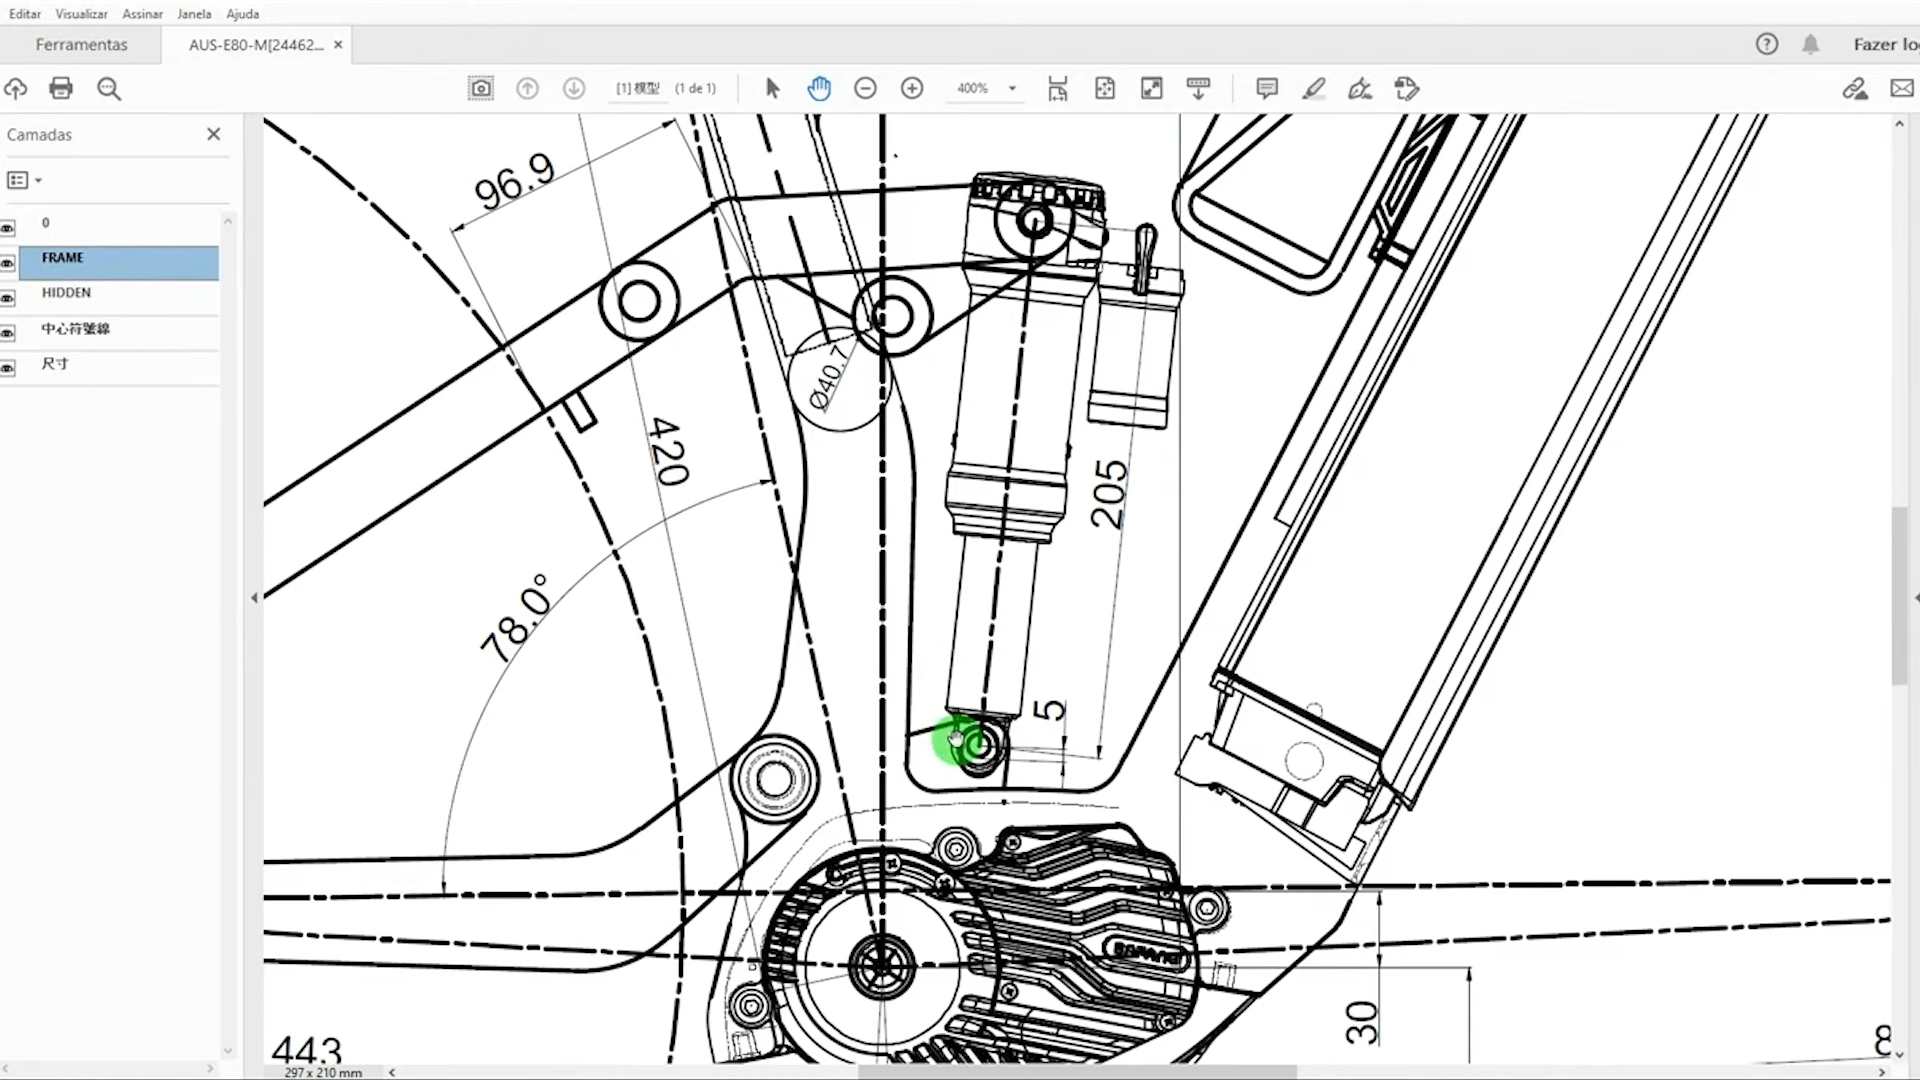 Editar Visualizar Assinar Janela Ajuda
Ferramentas AUS-E80-M[24462... Fazer lo
[1] 模型 (1 de 1) 400%
Camadas
0
FRAME
HIDDEN
中心符號線
尺寸
96.9
Ø40.7
420
205
78.0°
5
BAFANG
30
443
8
297 x 210 mm